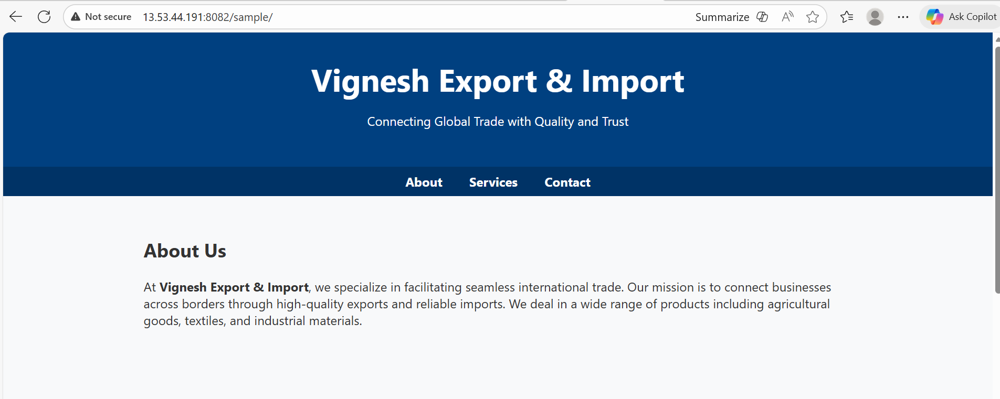 Not secure 13.53.44.191:8082/sample/ Summarize Ask Copilot
Vignesh Export & Import
Connecting Global Trade with Quality and Trust
About Services Contact
About Us
At Vignesh Export & Import, we specialize in facilitating seamless international trade. Our mission is to connect businesses
across borders through high-quality exports and reliable imports. We deal in a wide range of products including agricultural
goods, textiles, and industrial materials.